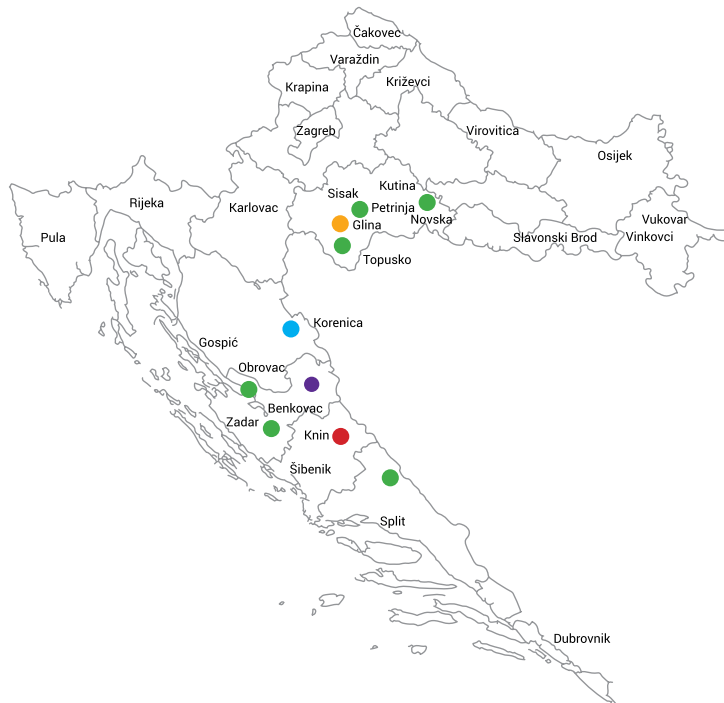 Čakovec
Varaždin
Križevci
Krapina
Zagreb
Virovitica
Osijek
Kutina
Sisak
Rijeka
Karlovac
Petrinja
Novska
Vukovar
Glina
Pula
Slavonski Brod
Vinkovci
Topusko
Korenica
Gospić
Obrovac
Benkovac
Zadar
Knin
Šibenik
Split
Dubrovnik